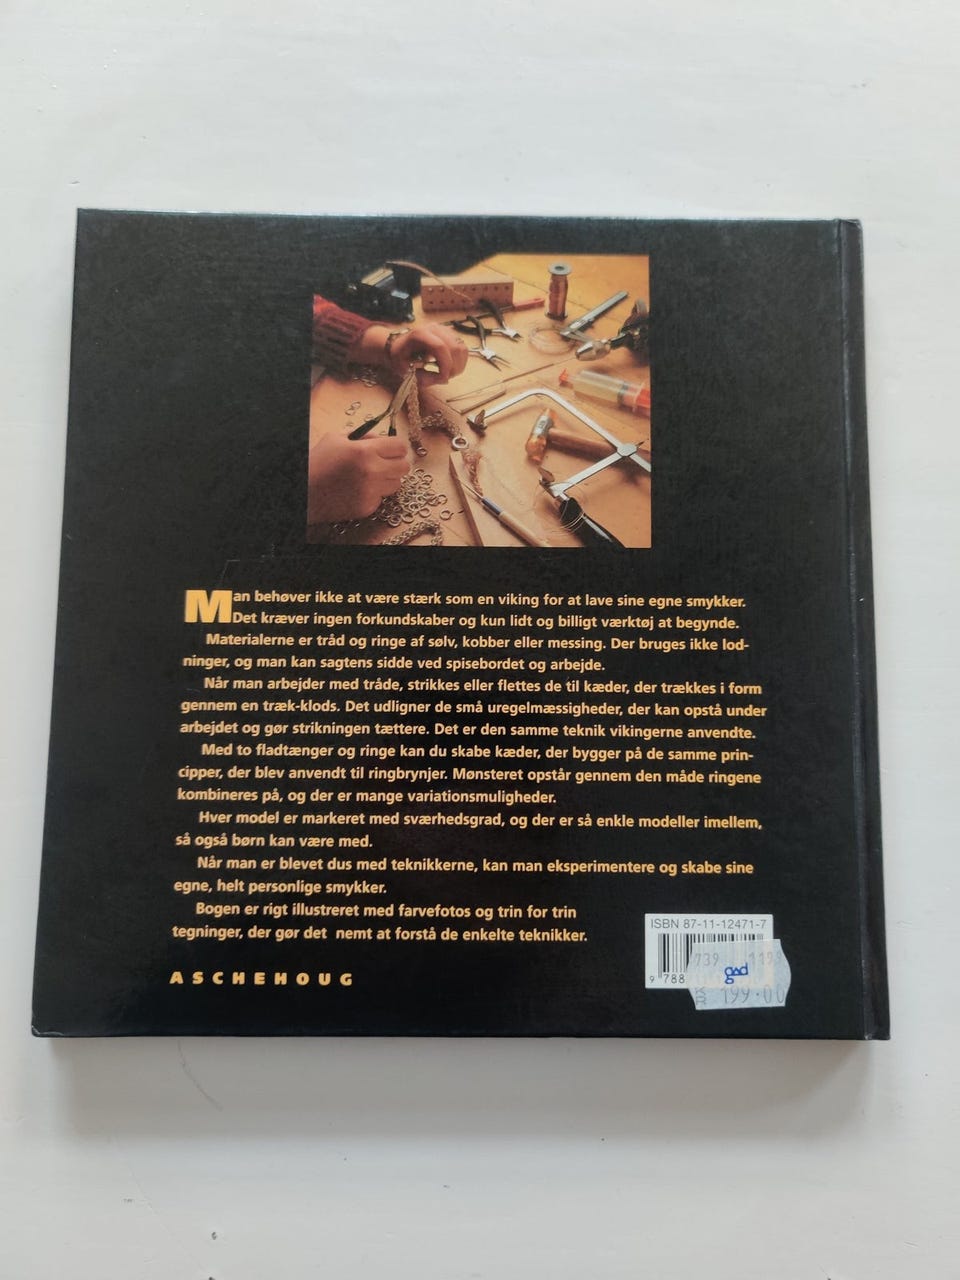 Man behøver ikke at være stærk som en viking for at lave sine egne smykker.
Det kræver ingen forkundskaber og kun lidt og billigt værktøj at begynde.
Materialerne er tråd og ringe af sølv, kobber eller messing. Der bruges ikke lod-
ninger, og man kan sagtens sidde ved spisebordet og arbejde.
Når man arbejder med tråde, strikkes eller flettes de til kæder, der trækkes i form
gennem en træk-klods. Det udligner de små uregelmæssigheder, der kan opstå under
arbejdet og gør strikningen tættere. Det er den samme teknik vikingerne anvendte.
Med to fladtænger og ringe kan du skabe kæder, der bygger på de samme prin-
cipper, der blev anvendt til ringbrynjer. Mønsteret opstår gennem den måde ringene
kombineres på, og der er mange variationsmuligheder.
Hver model er markeret med sværhedsgrad, og der er så enkle modeller imellem,
så også børn kan være med.
Når man er blevet dus med teknikkerne, kan man eksperimentere og skabe sine
egne, helt personlige smykker.
Bogen er rigt illustreret med farvefotos og trin for trin
tegninger, der gør det nemt at forstå de enkelte teknikker.
ASCHEHOUG
ISBN 87-11-12471-7
739
gad
9 788
KR 199.00